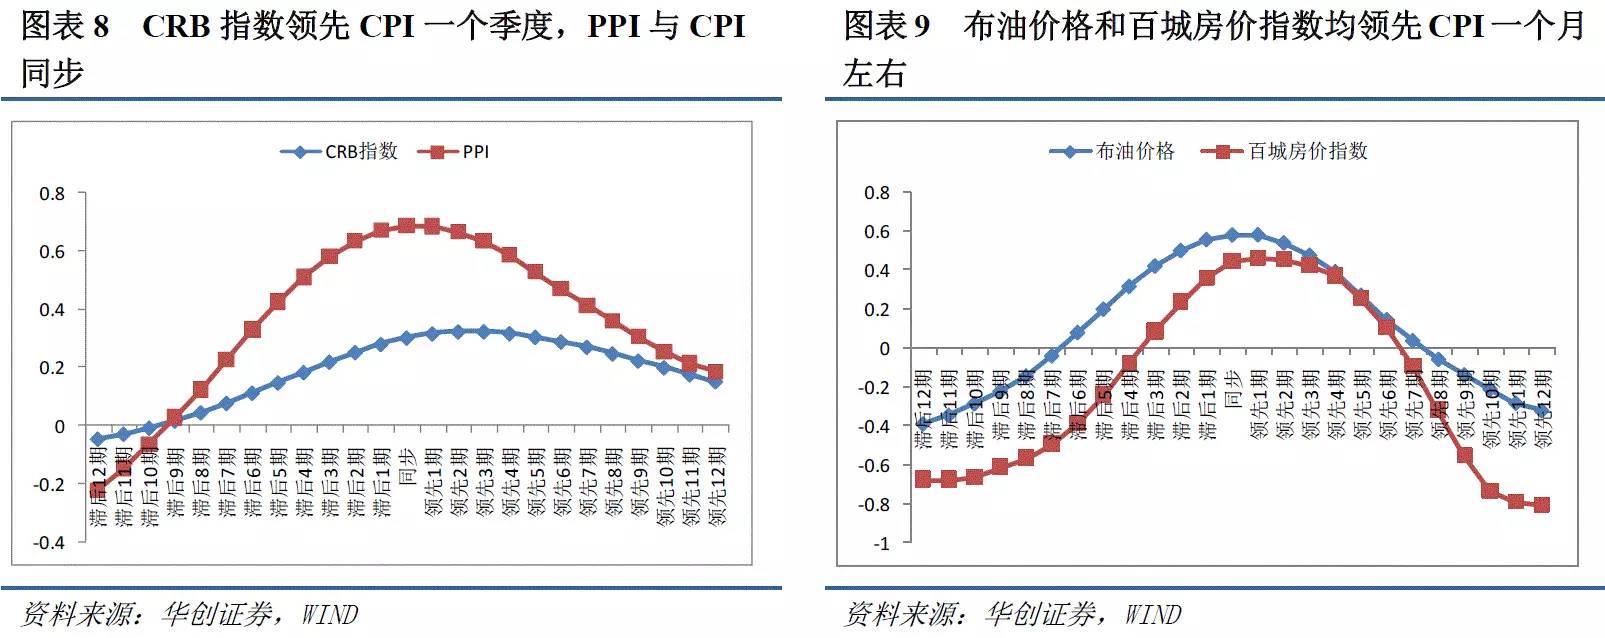 图表 8 CRB 指数领先 CPI 一个季度，PPI 与 CPI
同步
CRB指数 PPI
0.8
0.6
0.4
0.2
0
-0.2
-0.4
滞后12期
滞后11期
滞后10期
滞后9期
滞后8期
滞后7期
滞后6期
滞后5期
滞后4期
滞后3期
滞后2期
滞后1期
同步
领先1期
领先2期
领先3期
领先4期
领先5期
领先6期
领先7期
领先8期
领先9期
领先10期
领先11期
领先12期
资料来源：华创证券，WIND
图表 9 布油价格和百城房价指数均领先 CPI 一个月
左右
布油价格 百城房价指数
0.8
0.6
0.4
0.2
0
-0.2
-0.4
-0.6
-0.8
-1
滞后12期
滞后11期
滞后10期
滞后9期
滞后8期
滞后7期
滞后6期
滞后5期
滞后4期
滞后3期
滞后2期
滞后1期
同步
领先1期
领先2期
领先3期
领先4期
领先5期
领先6期
领先7期
领先8期
领先9期
领先10期
领先11期
领先12期
资料来源：华创证券，WIND